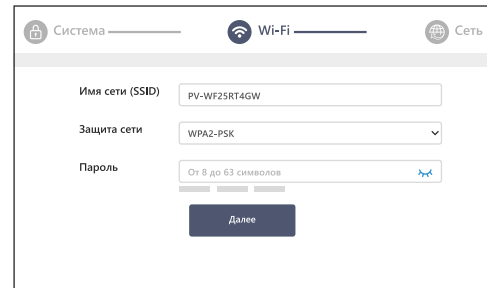 Система Wi-Fi Сеть
Имя сети (SSID) PV-WF25RT4GW
Защита сети WPA2-PSK
Пароль От 8 до 63 символов
Далее